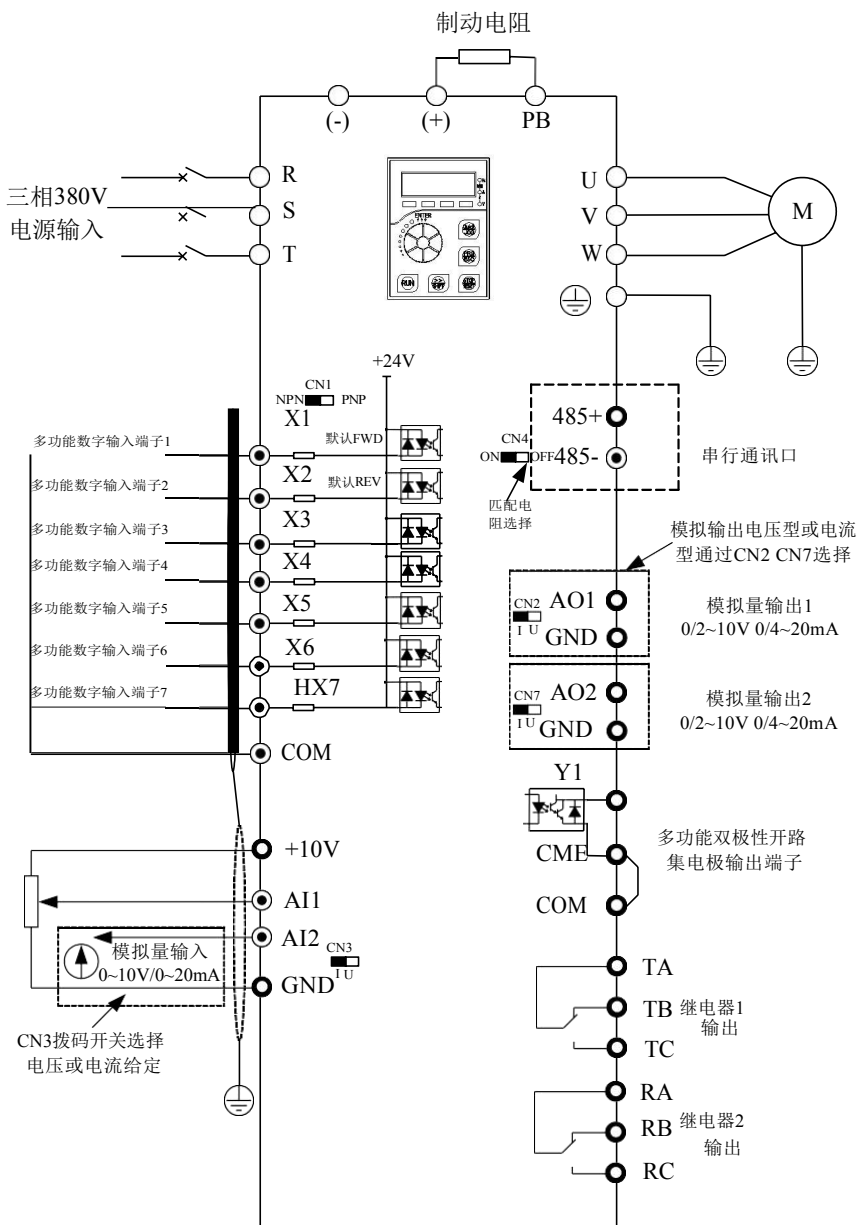 制动电阻
(-)
(+)
PB
三相380V
电源输入
R
S
T
ENTER
RUN
U
V
W
M
+24V
CN1
NPN
PNP
多功能数字输入端子1
X1
默认FWD
多功能数字输入端子2
X2
默认REV
多功能数字输入端子3
X3
多功能数字输入端子4
X4
多功能数字输入端子5
X5
多功能数字输入端子6
X6
多功能数字输入端子7
HX7
COM
485+
CN4
ON
OFF
485-
串行通讯口
匹配电
阻选择
模拟输出电压型或电流
型通过CN2 CN7选择
CN2
I U
AO1
GND
模拟量输出1
0/2~10V 0/4~20mA
CN7
I U
AO2
GND
模拟量输出2
0/2~10V 0/4~20mA
Y1
CME
COM
多功能双极性开路
集电极输出端子
+10V
AI1
AI2
CN3
I U
GND
模拟量输入
0~10V/0~20mA
CN3拨码开关选择
电压或电流给定
TA
TB
TC
继电器1
输出
RA
RB
RC
继电器2
输出